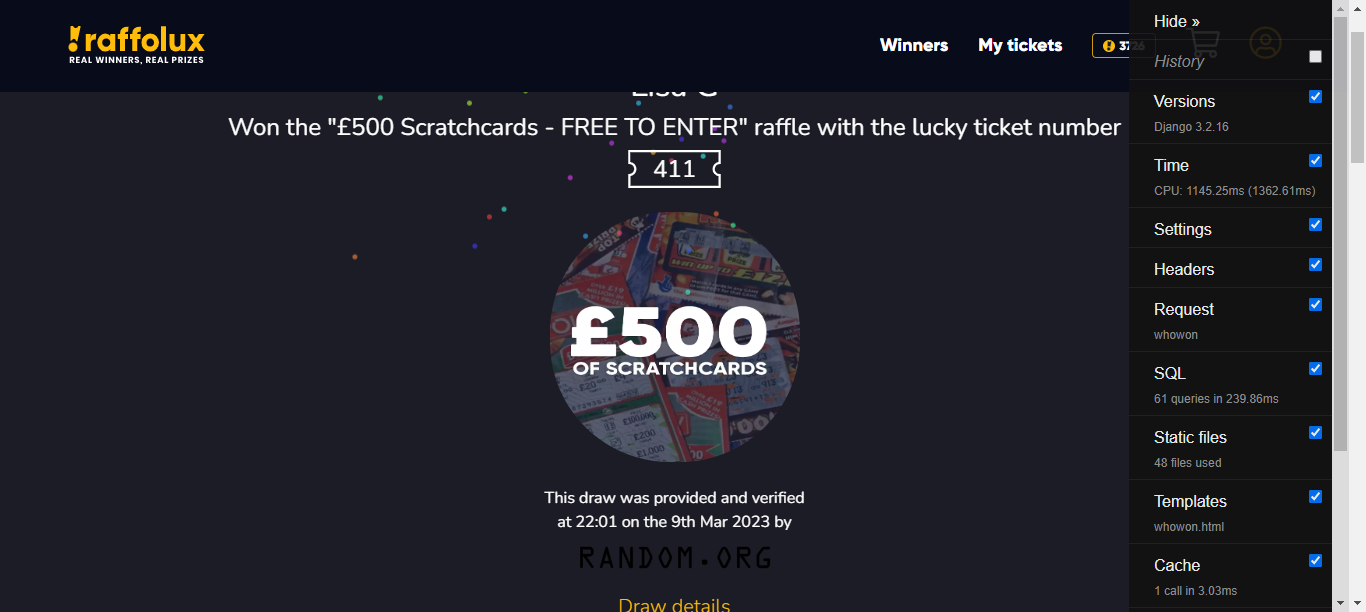 raffolux
REAL WINNERS, REAL PRIZES
Winners
My tickets
3726
Won the "£500 Scratchcards - FREE TO ENTER" raffle with the lucky ticket number
411
£500
OF SCRATCHCARDS
This draw was provided and verified
at 22:01 on the 9th Mar 2023 by
RANDOM.ORG
Draw details
Hide »
History
Versions
Django 3.2.16
Time
CPU: 1145.25ms (1362.61ms)
Settings
Headers
Request
whowon
SQL
61 queries in 239.86ms
Static files
48 files used
Templates
whowon.html
Cache
1 call in 3.03ms